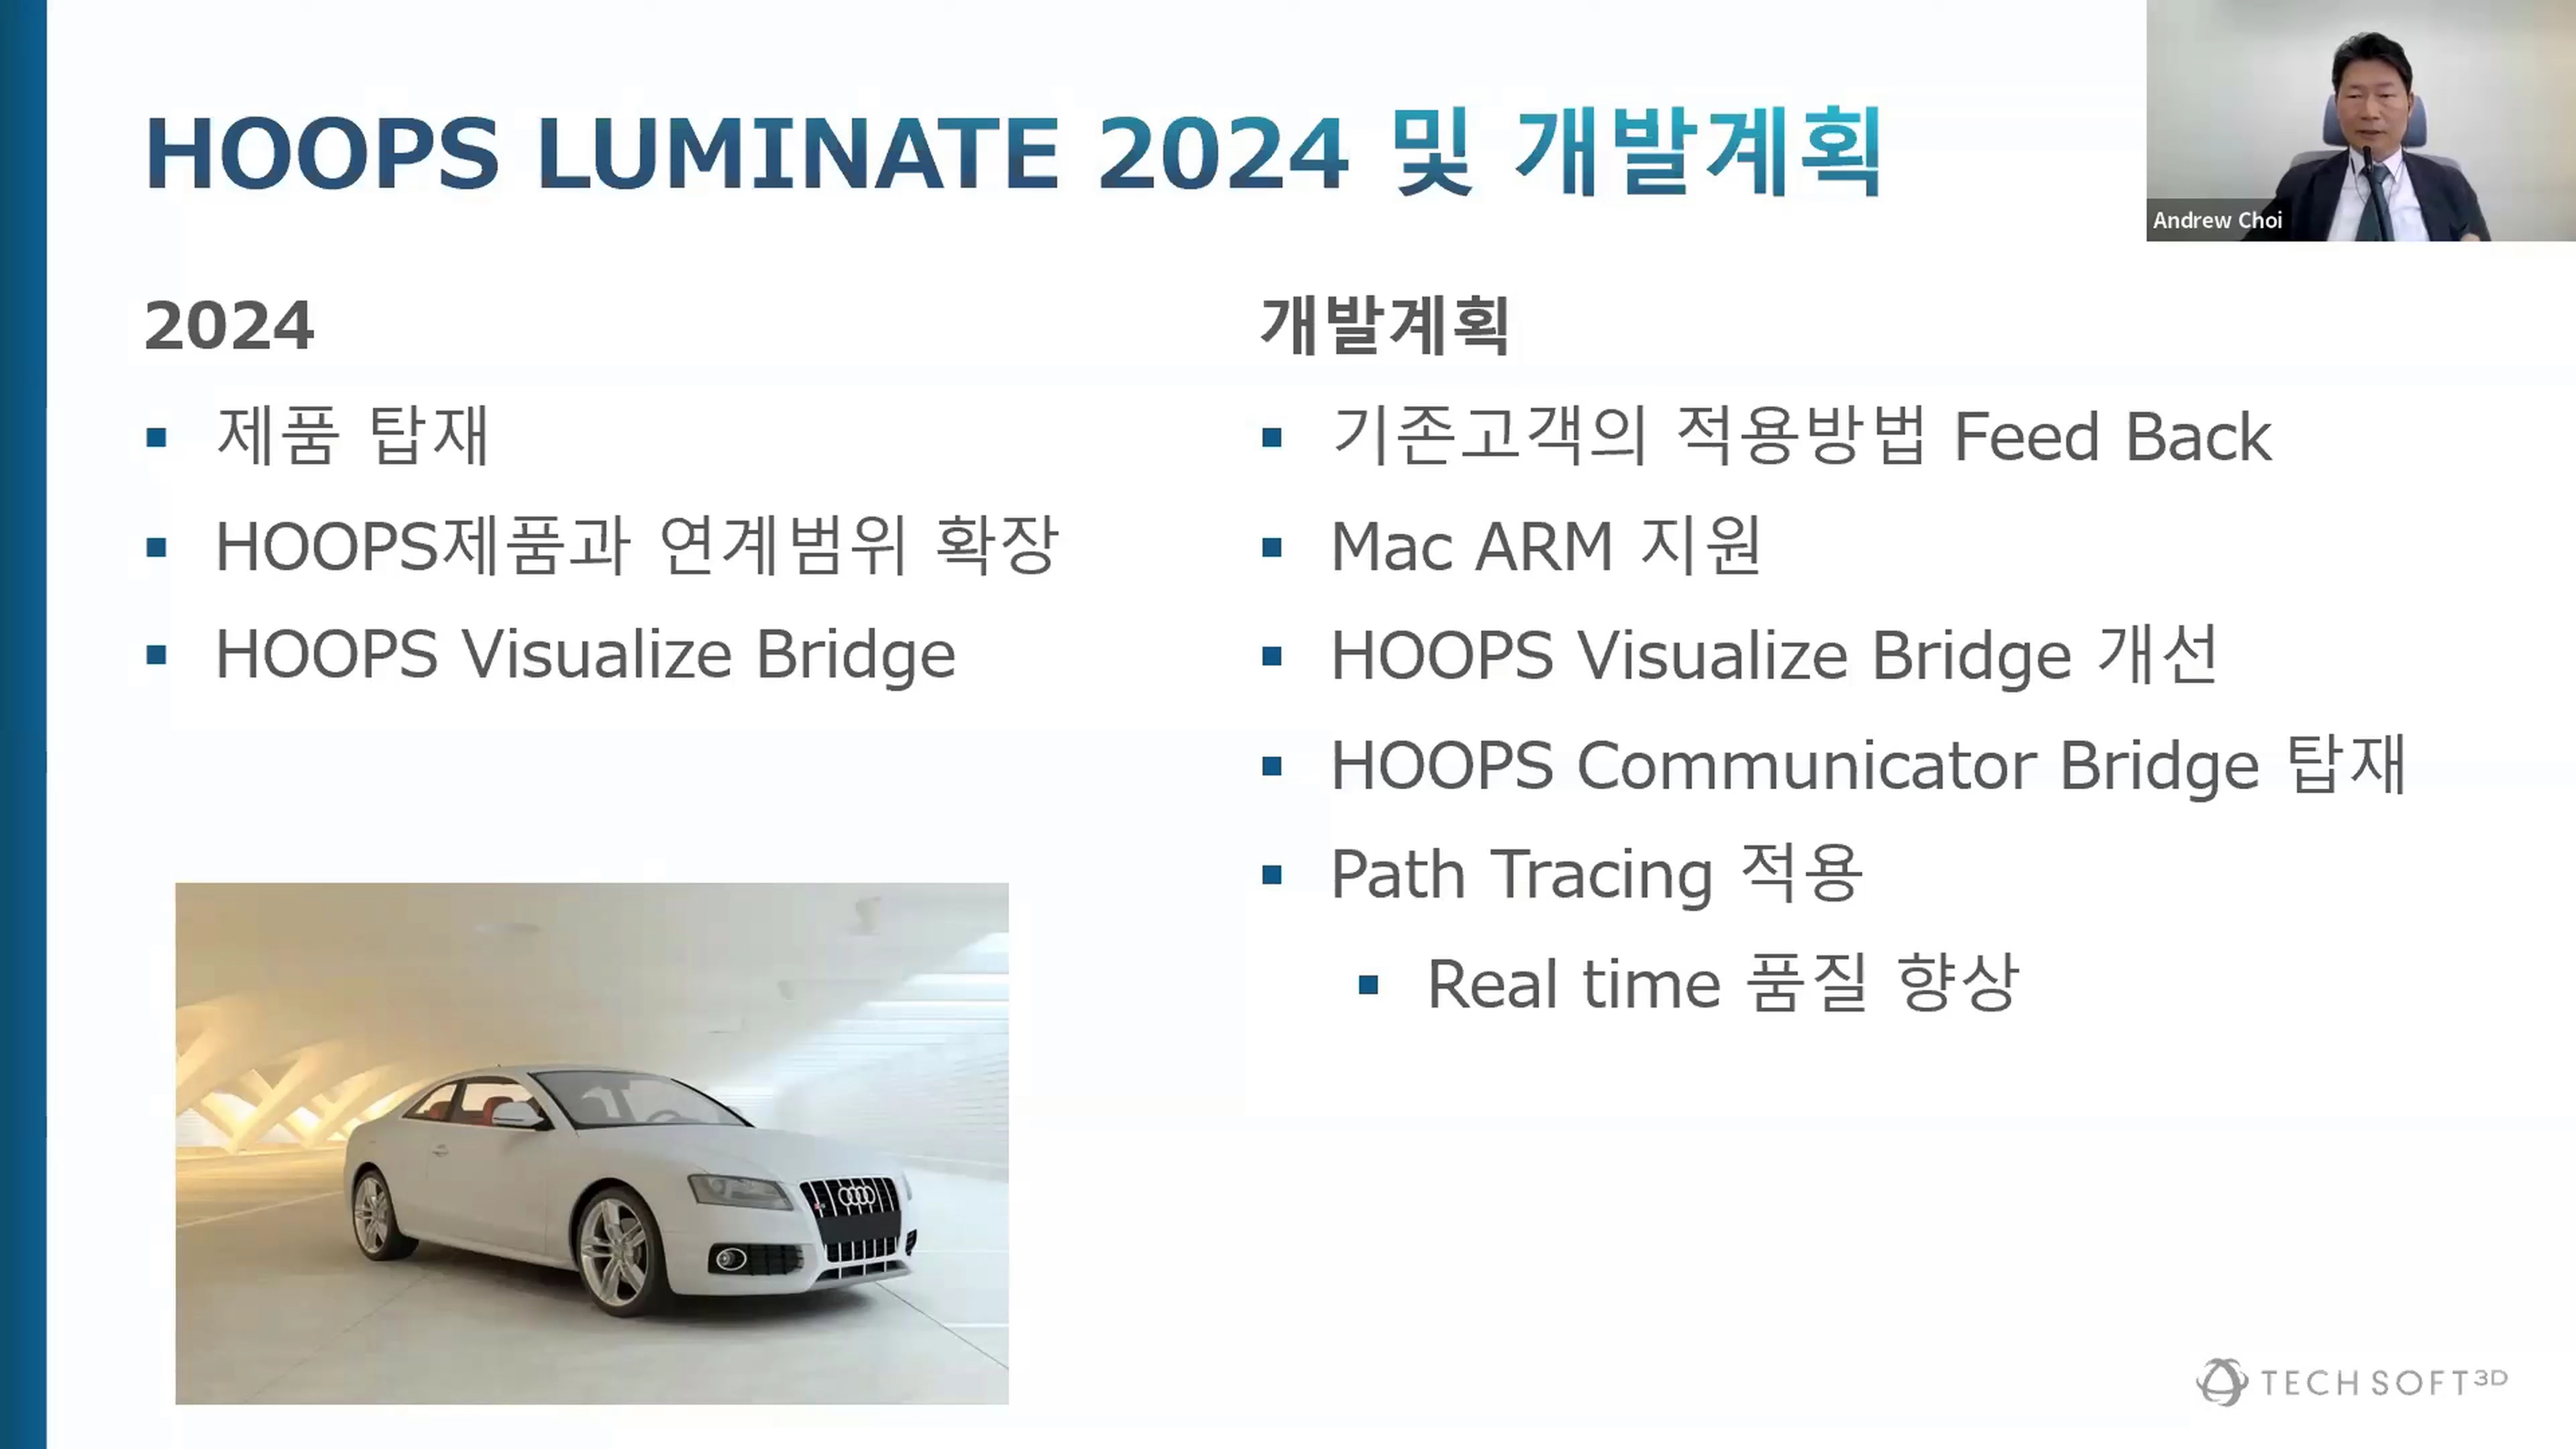 HOOPS LUMINATE 2024 및 개발계획
Andrew Choi
2024
제품 탑재
HOOPS제품과 연계범위 확장
HOOPS Visualize Bridge
개발계획
기존고객의 적용방법 Feed Back
Mac ARM 지원
HOOPS Visualize Bridge 개선
HOOPS Communicator Bridge 탑재
Path Tracing 적용
Real time 품질 향상
TECH SOFT 3D